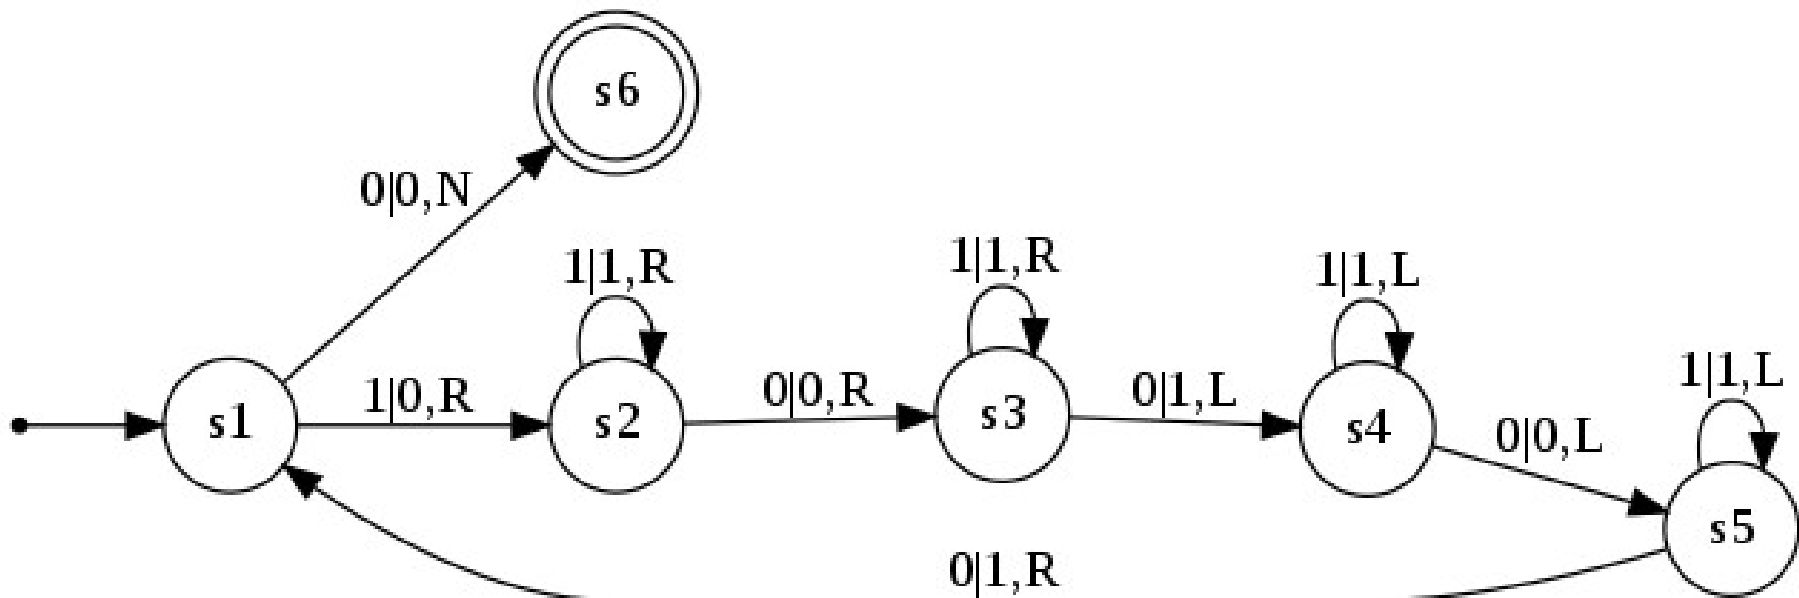 s6
0|0,N
1|1,R
1|1,R
1|1,L
1|1,L
s1
1|0,R
s2
0|0,R
s3
0|1,L
s4
0|0,L
s5
0|1,R